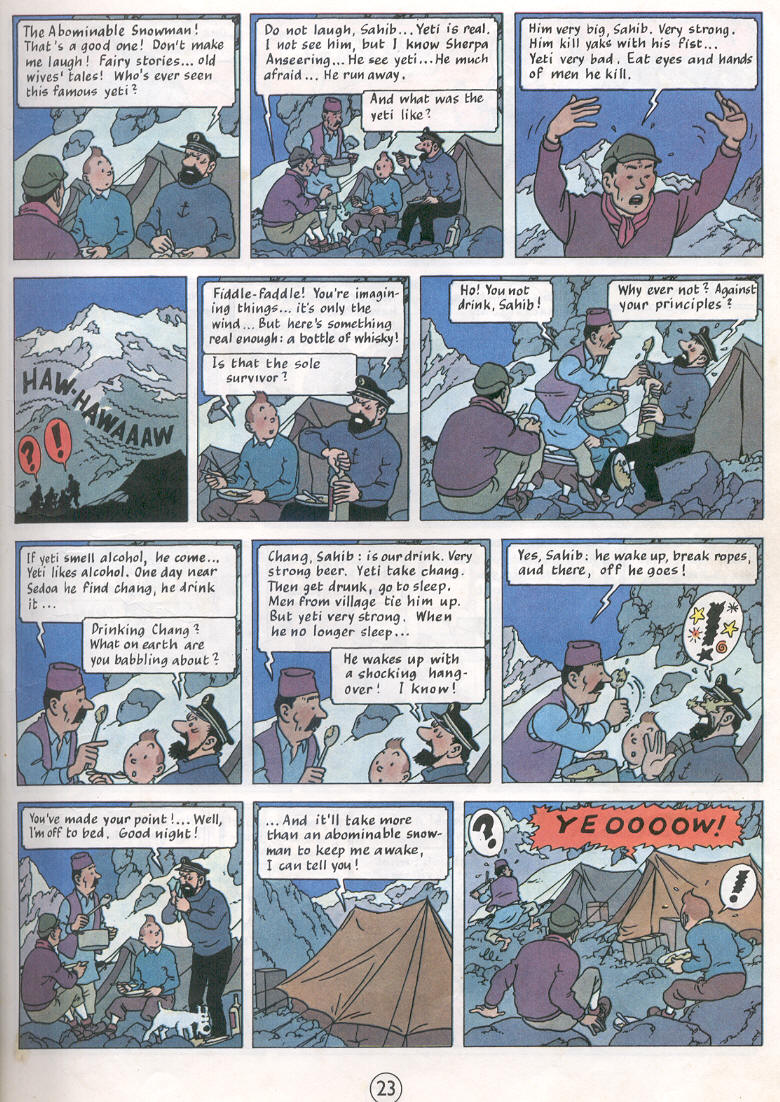 The Abominable Snowman!
That's a good one! Don't make
me laugh! Fairy stories... old
wives' tales! Who's ever seen
this famous yeti?
Do not laugh, Sahib... Yeti is real.
I not see him, but I know Sherpa
Anseering... He see yeti... He much
afraid... He run away.
And what was the
yeti like?
Him very big, Sahib. Very strong.
Him kill yaks with his fist...
Yeti very bad. Eat eyes and hands
of men he kill.
HAW-HAWAAAW
? !
Fiddle-faddle! You're imagin-
ing things... it's only the
wind... But here's something
real enough: a bottle of whisky!
Is that the sole
survivor?
Ho! You not
drink, Sahib!
Why ever not? Against
your principles?
If yeti smell alcohol, he come...
Yeti likes alcohol. One day near
Sedoa he find chang, he drink
it...
Drinking Chang?
What on earth are
you babbling about?
Chang, Sahib: is our drink. Very
strong beer. Yeti take chang.
Then get drunk, go to sleep.
Men from village tie him up.
But yeti very strong. When
he no longer sleep...
He wakes up with
a shocking hang-
over! I know!
Yes, Sahib: he wake up, break ropes,
and there, off he goes!
!
You've made your point!... Well,
I'm off to bed. Good night!
... And it'll take more
than an abominable snow-
man to keep me awake,
I can tell you!
?
YEOOOOW!
!
23